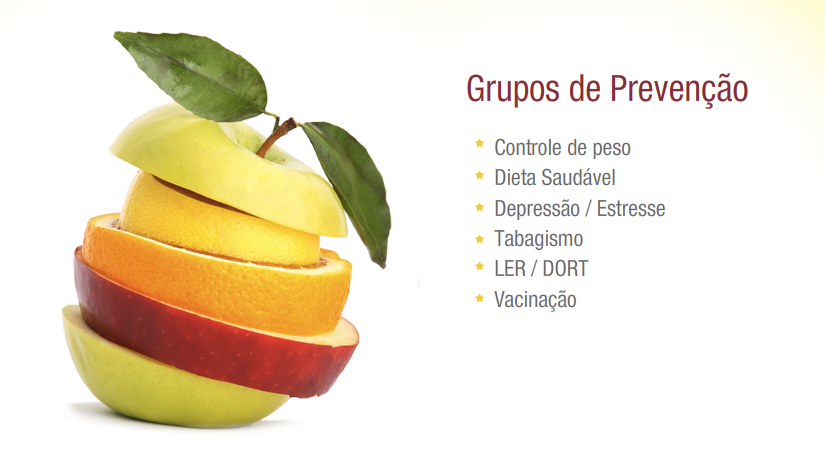 Grupos de Prevenção
Controle de peso
Dieta Saudável
Depressão / Estresse
Tabagismo
LER / DORT
Vacinação